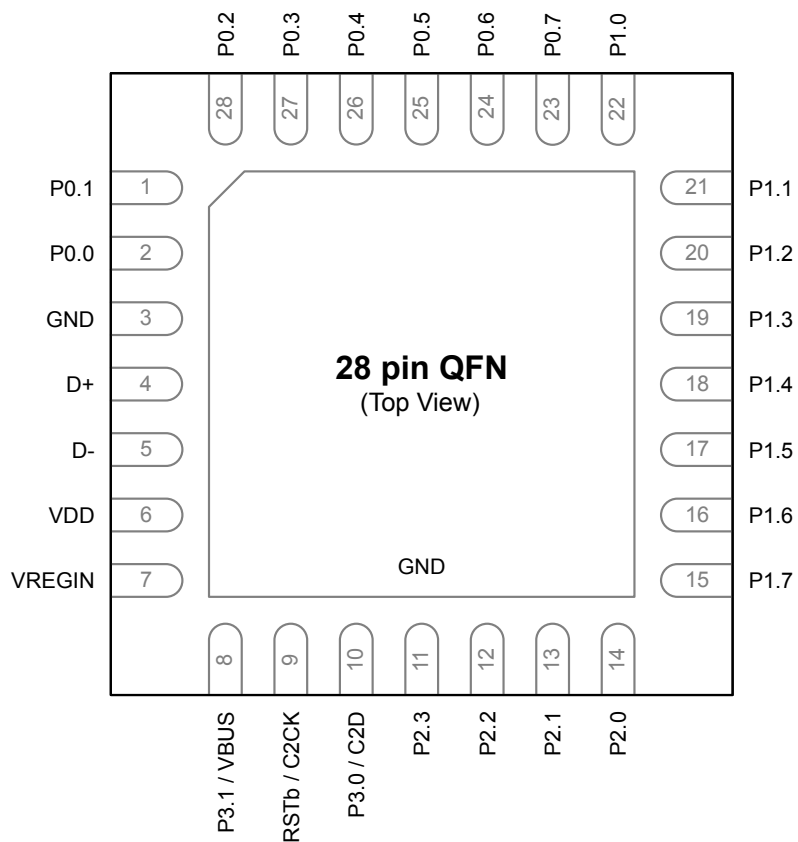 P0.2
P0.3
P0.4
P0.5
P0.6
P0.7
P1.0
28
27
26
25
24
23
22
P0.1
1
P0.0
2
GND
3
D+
4
D-
5
VDD
6
VREGIN
7
28 pin QFN
(Top View)
GND
21
P1.1
20
P1.2
19
P1.3
18
P1.4
17
P1.5
16
P1.6
15
P1.7
8
9
10
11
12
13
14
P3.1 / VBUS
RSTb / C2CK
P3.0 / C2D
P2.3
P2.2
P2.1
P2.0